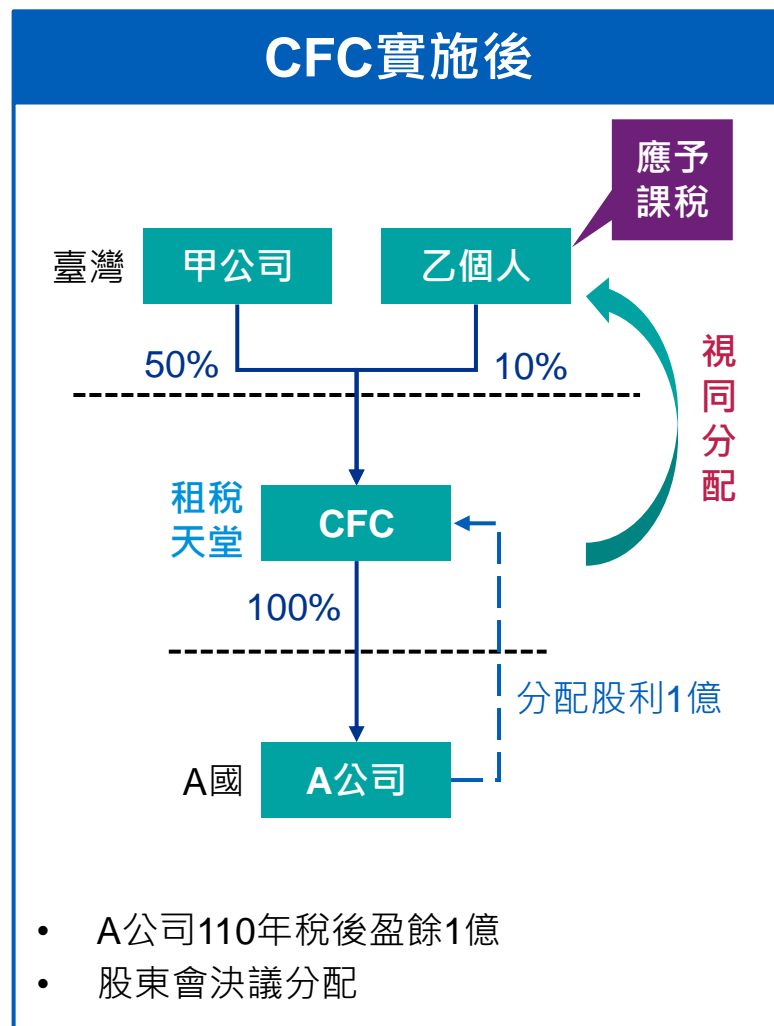 CFC實施後
應予
課稅
臺灣
甲公司
乙個人
50%
10%
視
同
分
配
租稅
天堂
CFC
100%
分配股利1億
A國
A公司
• A公司110年稅後盈餘1億
• 股東會決議分配